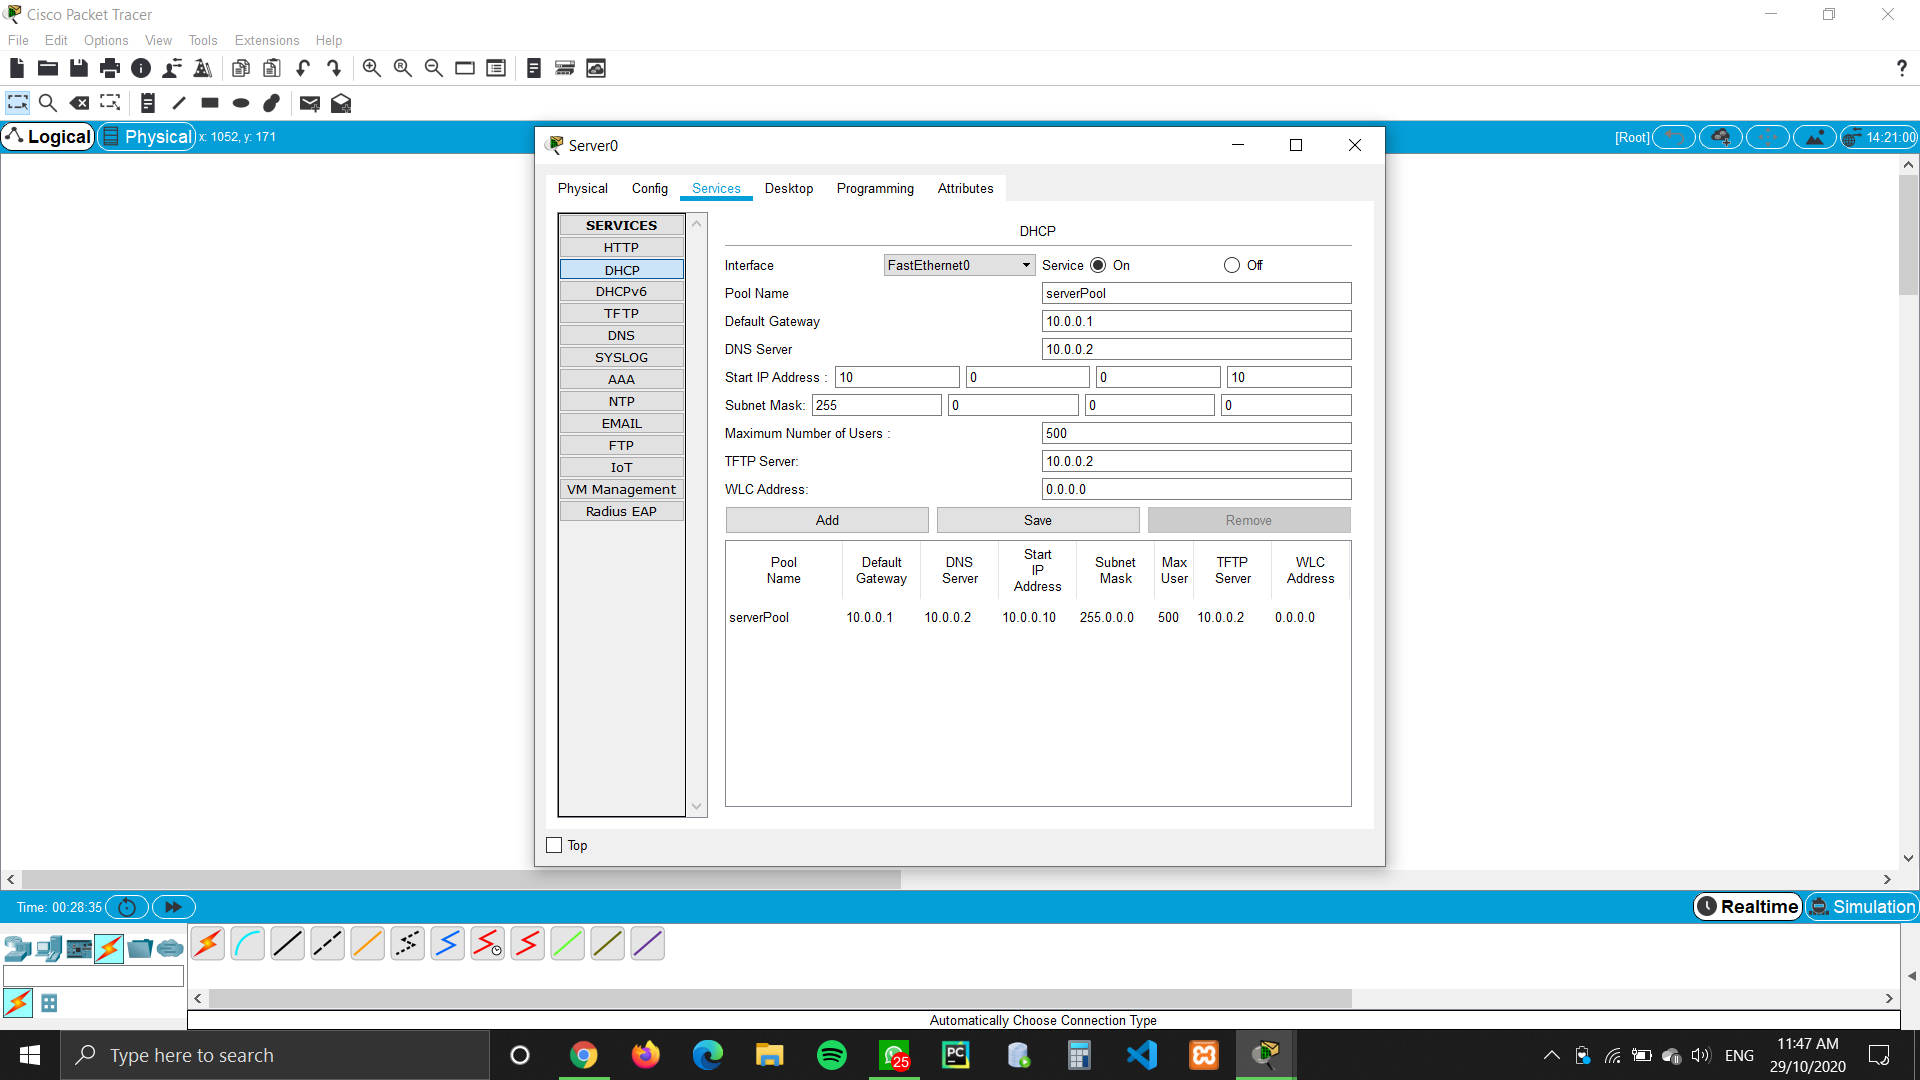 Cisco Packet Tracer
File Edit Options View Tools Extensions Help
?
Logical Physical x: 1052, y: 171 [Root] 14:21:00
Server0
Physical Config Services Desktop Programming Attributes
SERVICES
HTTP
DHCP
DHCPv6
TFTP
DNS
SYSLOG
AAA
NTP
EMAIL
FTP
IoT
VM Management
Radius EAP
DHCP
Interface FastEthernet0 Service On Off
Pool Name serverPool
Default Gateway 10.0.0.1
DNS Server 10.0.0.2
Start IP Address : 10 0 0 10
Subnet Mask: 255 0 0 0
Maximum Number of Users : 500
TFTP Server: 10.0.0.2
WLC Address: 0.0.0.0
Add Save Remove
Pool Name Default Gateway DNS Server Start IP Address Subnet Mask Max User TFTP Server WLC Address
serverPool 10.0.0.1 10.0.0.2 10.0.0.10 255.0.0.0 500 10.0.0.2 0.0.0.0
Top
Time: 00:28:35 Realtime Simulation
Automatically Choose Connection Type
Type here to search
25
PC
ENG
11:47 AM
29/10/2020